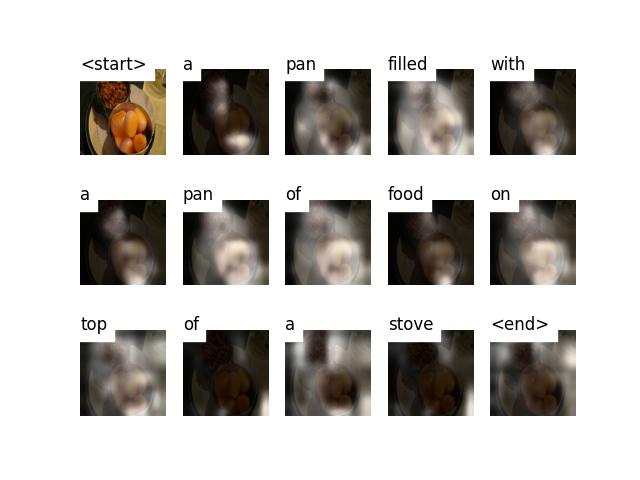 <start> a pan filled with
a pan of food on
top of a stove <end>